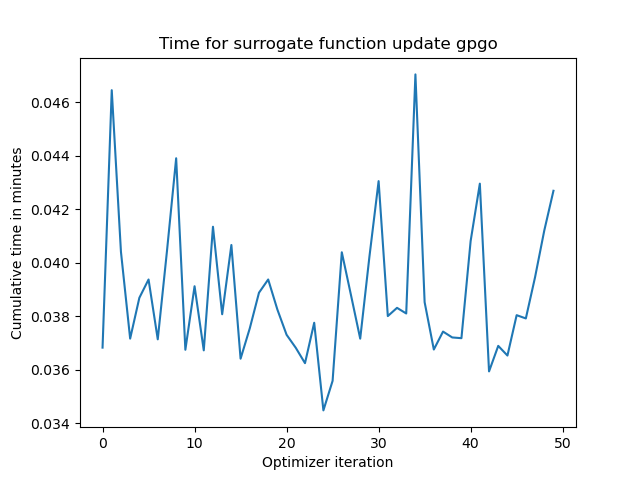 Time for surrogate function update gpgo
Cumulative time in minutes
0.046
0.044
0.042
0.040
0.038
0.036
0.034
0 10 20 30 40 50
Optimizer iteration